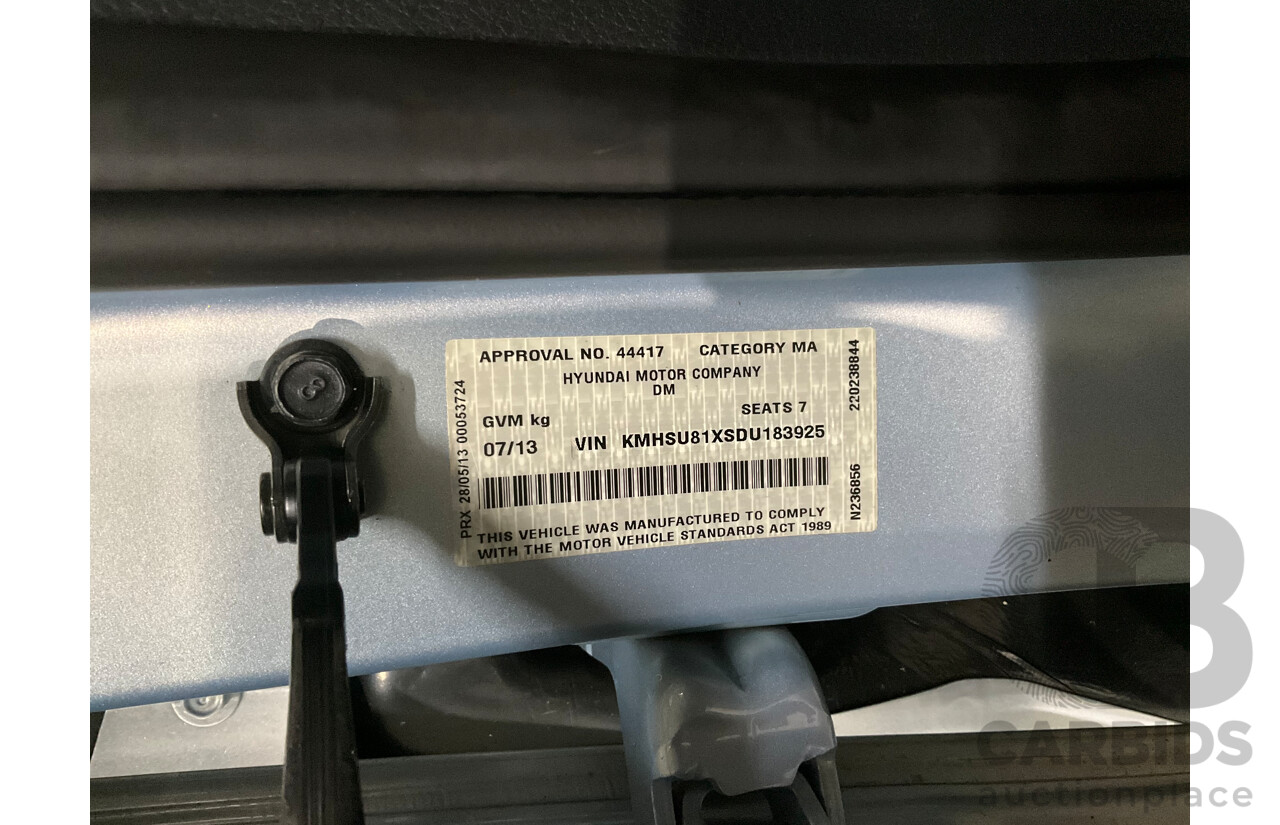 APPROVAL NO. 44417 CATEGORY MA
HYUNDAI MOTOR COMPANY
DM
SEATS 7
GVM kg
07/13 VIN KMHSU81XSDU183925
THIS VEHICLE WAS MANUFACTURED TO COMPLY
WITH THE MOTOR VEHICLE STANDARDS ACT 1989
PRX 28/05/13 00053724
N236856 220238844
8
B
CARBIDS
auctionplace